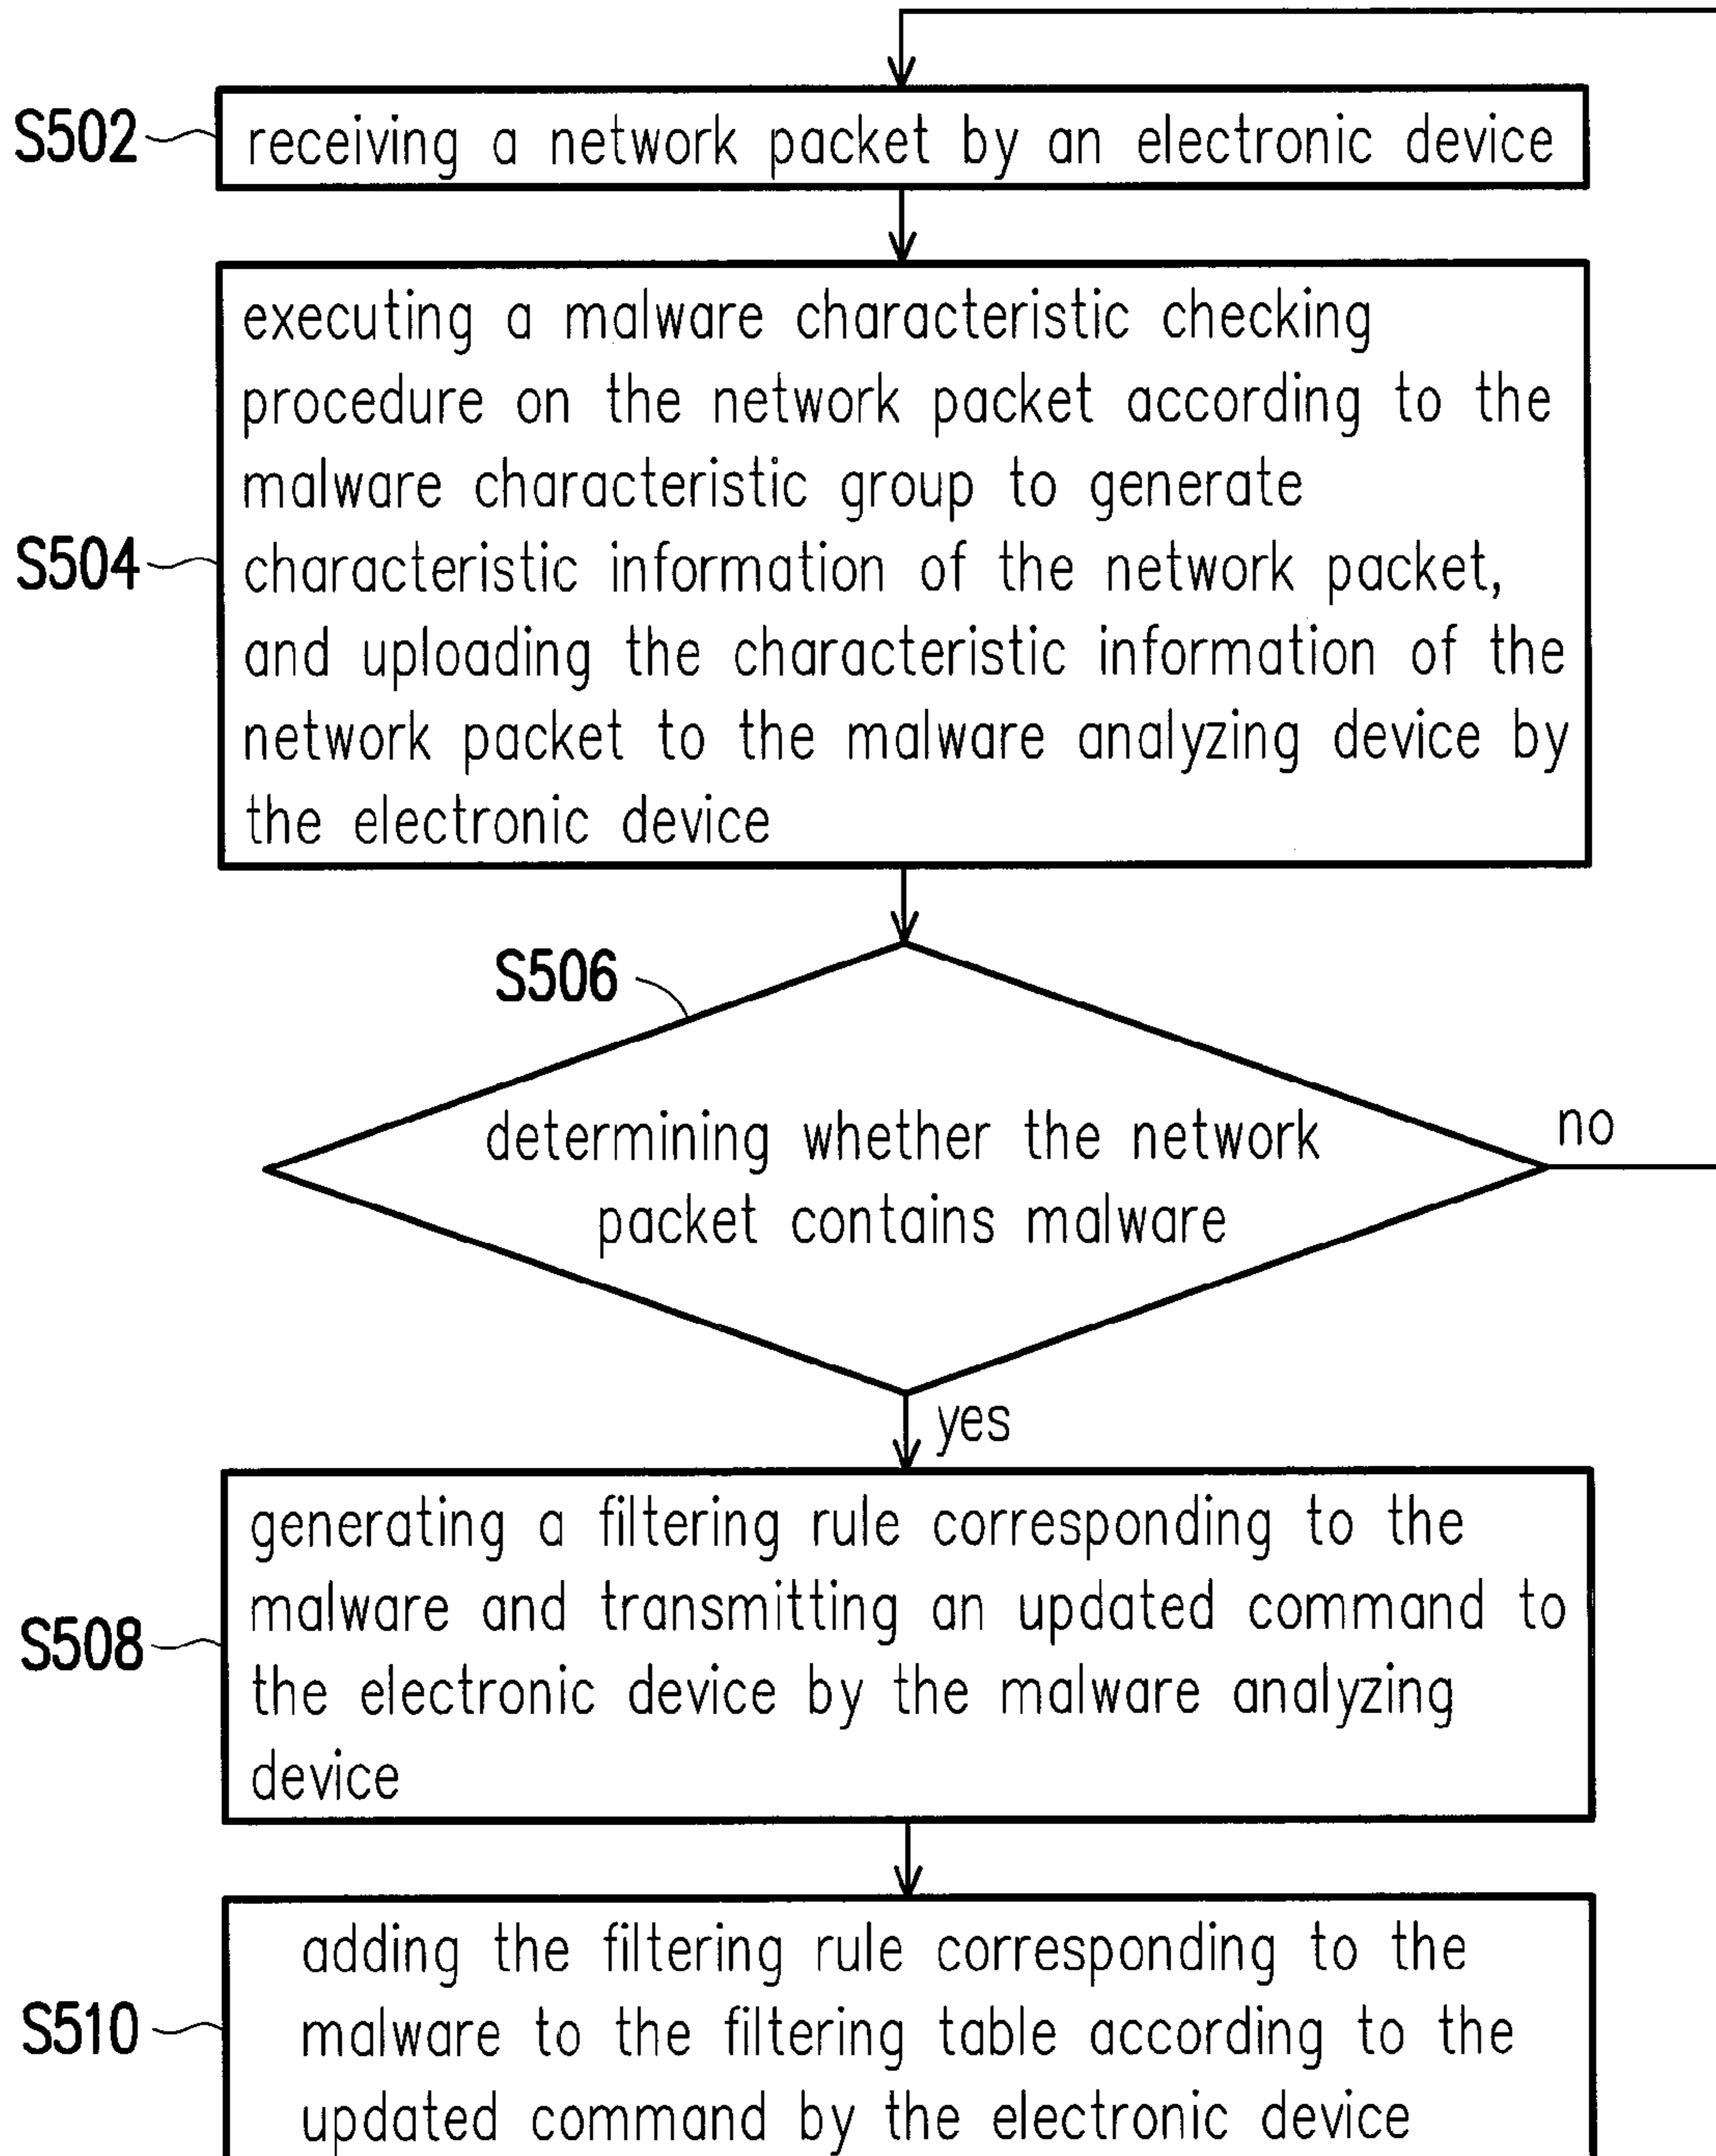 S502
receiving a network packet by an electronic device
S504
executing a malware characteristic checking
procedure on the network packet according to the
malware characteristic group to generate
characteristic information of the network packet,
and uploading the characteristic information of the
network packet to the malware analyzing device by
the electronic device
S506
determining whether the network
packet contains malware
no
yes
S508
generating a filtering rule corresponding to the
malware and transmitting an updated command to
the electronic device by the malware analyzing
device
S510
adding the filtering rule corresponding to the
malware to the filtering table according to the
updated command by the electronic device